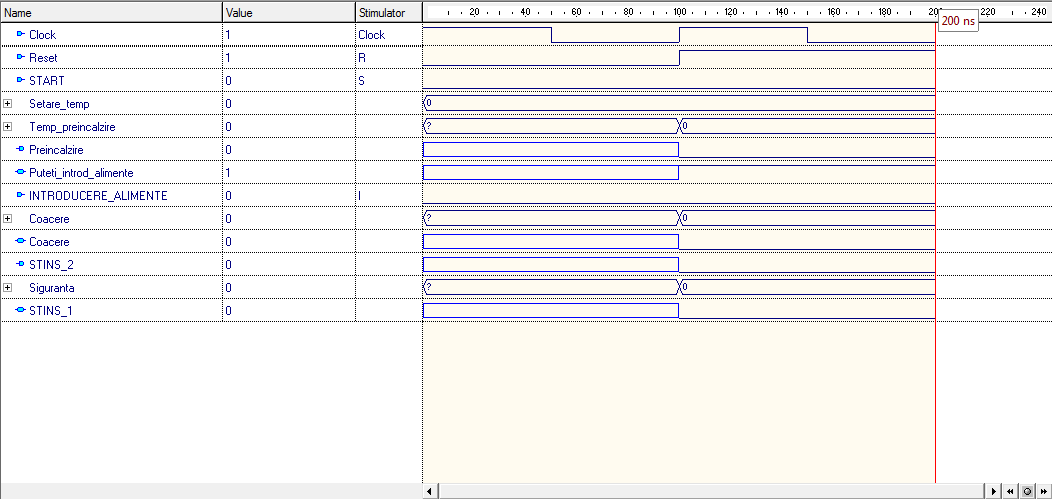 Name Value Stimulator 20 40 60 80 100 120 140 160 180 20 220 240
200 ns
Clock 1 Clock
Reset 1 R
START 0 S
Setare_temp 0 0
Temp_preincalzire 0 ? 0
Preincalzire 0
Puteti_introd_alimente 1
INTRODUCERE_ALIMENTE 0 I
Coacere 0 ? 0
Coacere 0
STINS_2 0
Siguranta 0 ? 0
STINS_1 0